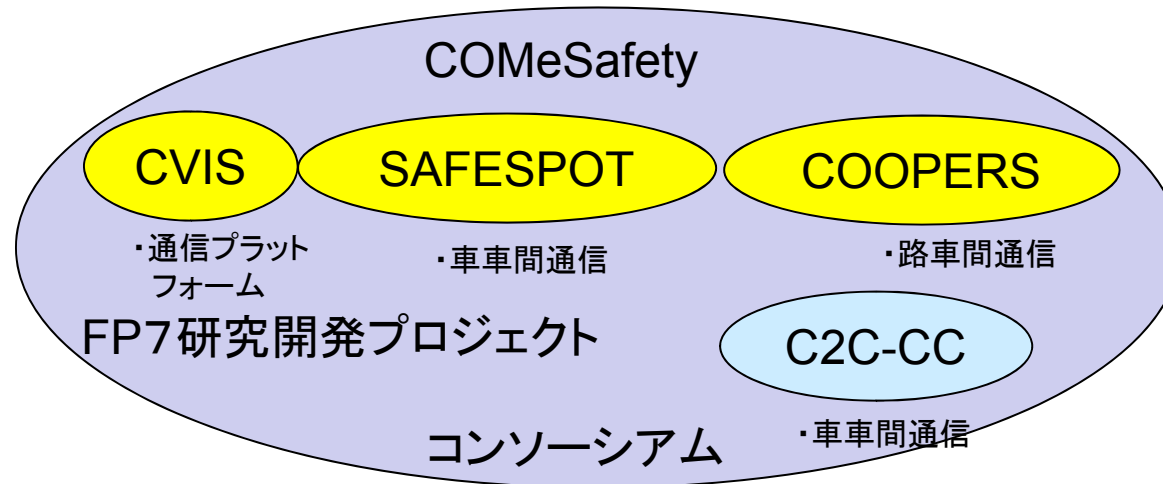 COMeSafety
CVIS
SAFESPOT
COOPERS
・通信プラット
フォーム
・車車間通信
・路車間通信
FP7研究開発プロジェクト
C2C-CC
・車車間通信
コンソーシアム